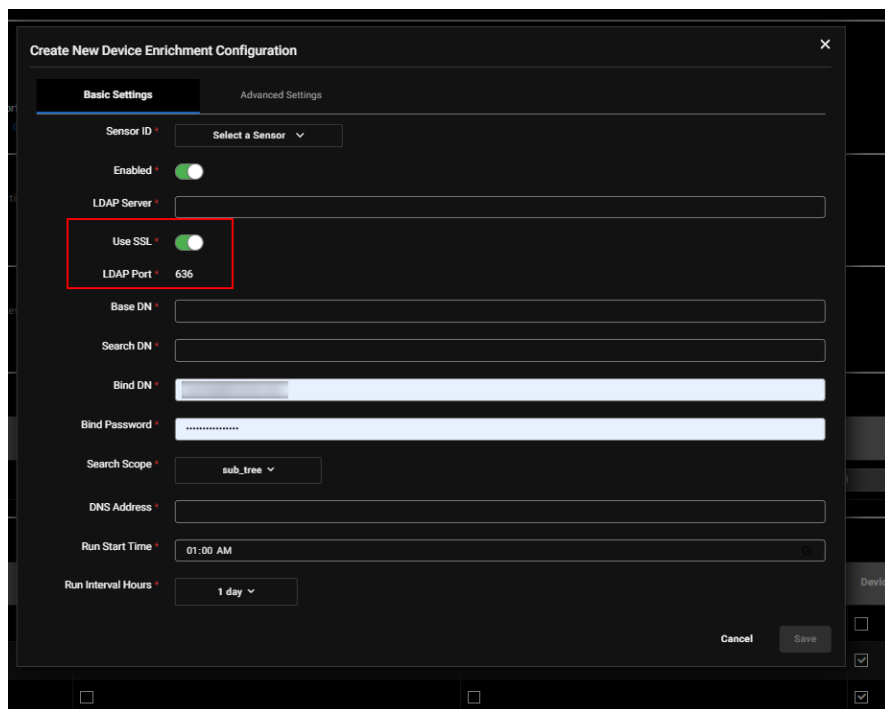 Create New Device Enrichment Configuration
Basic Settings Advanced Settings
Sensor ID * Select a Sensor
Enabled *
LDAP Server *
Use SSL *
LDAP Port * 636
Base DN *
Search DN *
Bind DN *
Bind Password * ••••••••••••••••
Search Scope * sub_tree
DNS Address *
Run Start Time * 01:00 AM
Run Interval Hours * 1 day
Cancel Save